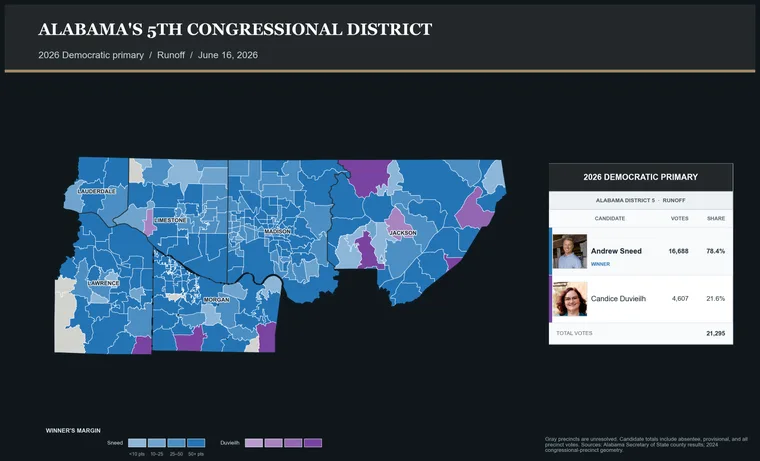 ALABAMA'S 5TH CONGRESSIONAL DISTRICT
2026 Democratic primary / Runoff / June 16, 2026
2026 DEMOCRATIC PRIMARY
ALABAMA DISTRICT 5 · RUNOFF
CANDIDATE VOTES SHARE
Andrew Sneed 16,688 78.4%
WINNER
Candice Duvieilh 4,607 21.6%
TOTAL VOTES 21,295
LAUDERDALE
LIMESTONE
MADISON
JACKSON
LAWRENCE
MORGAN
WINNER'S MARGIN
Sneed Duvieilh
<10 pts 10–25 25–50 50+ pts
Gray precincts are unresolved. Candidate totals include absentee, provisional, and all
precinct votes. Sources: Alabama Secretary of State county results; 2024
congressional-precinct geometry.